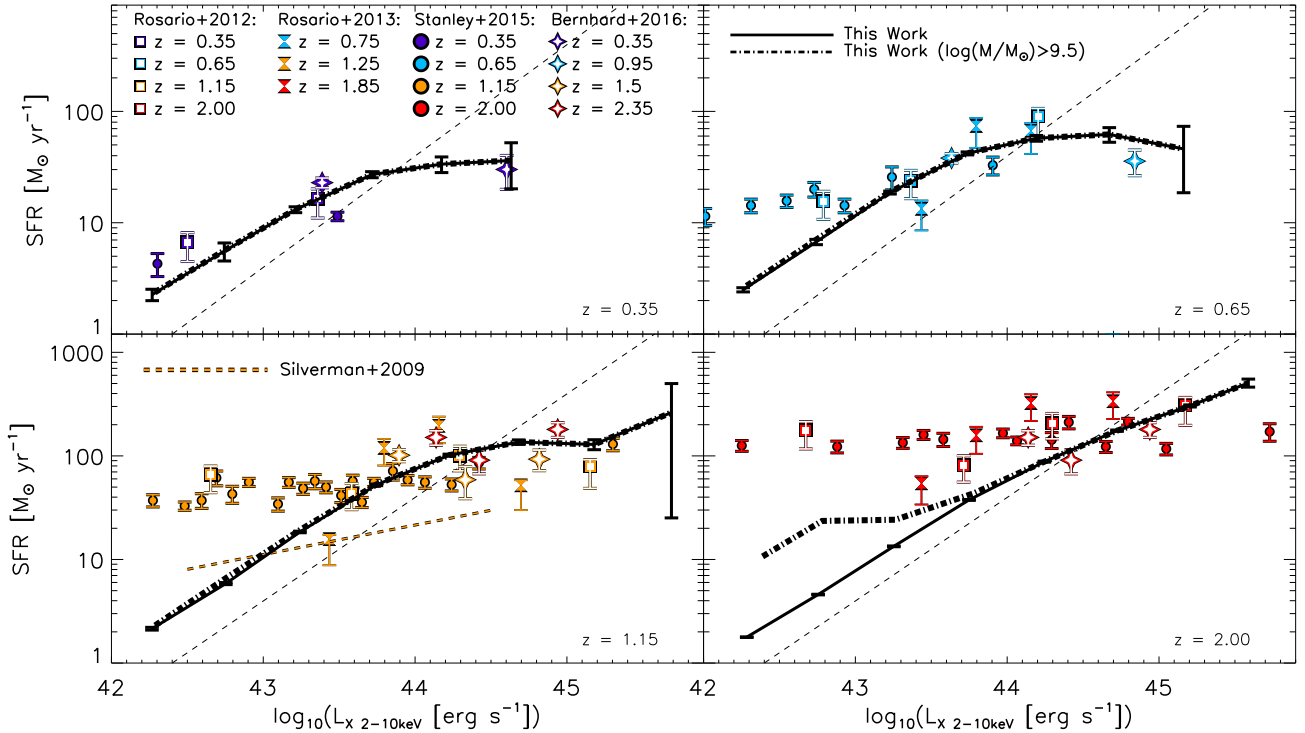 Rosario+2012: Rosario+2013: Stanley+2015: Bernhard+2016:
z = 0.35 z = 0.75 z = 0.35 z = 0.35
z = 0.65 z = 1.25 z = 0.65 z = 0.95
z = 1.15 z = 1.85 z = 1.15 z = 1.5
z = 2.00 z = 2.00 z = 2.35
This Work
This Work (log(M/M⊙)>9.5)
100
10
1
SFR [M⊙ yr⁻¹]
z = 0.35
z = 0.65
Silverman+2009
1000
100
10
1
SFR [M⊙ yr⁻¹]
z = 1.15
z = 2.00
42 43 44 45 42 43 44 45
log₁₀(L_X 2−10keV [erg s⁻¹]) log₁₀(L_X 2−10keV [erg s⁻¹])